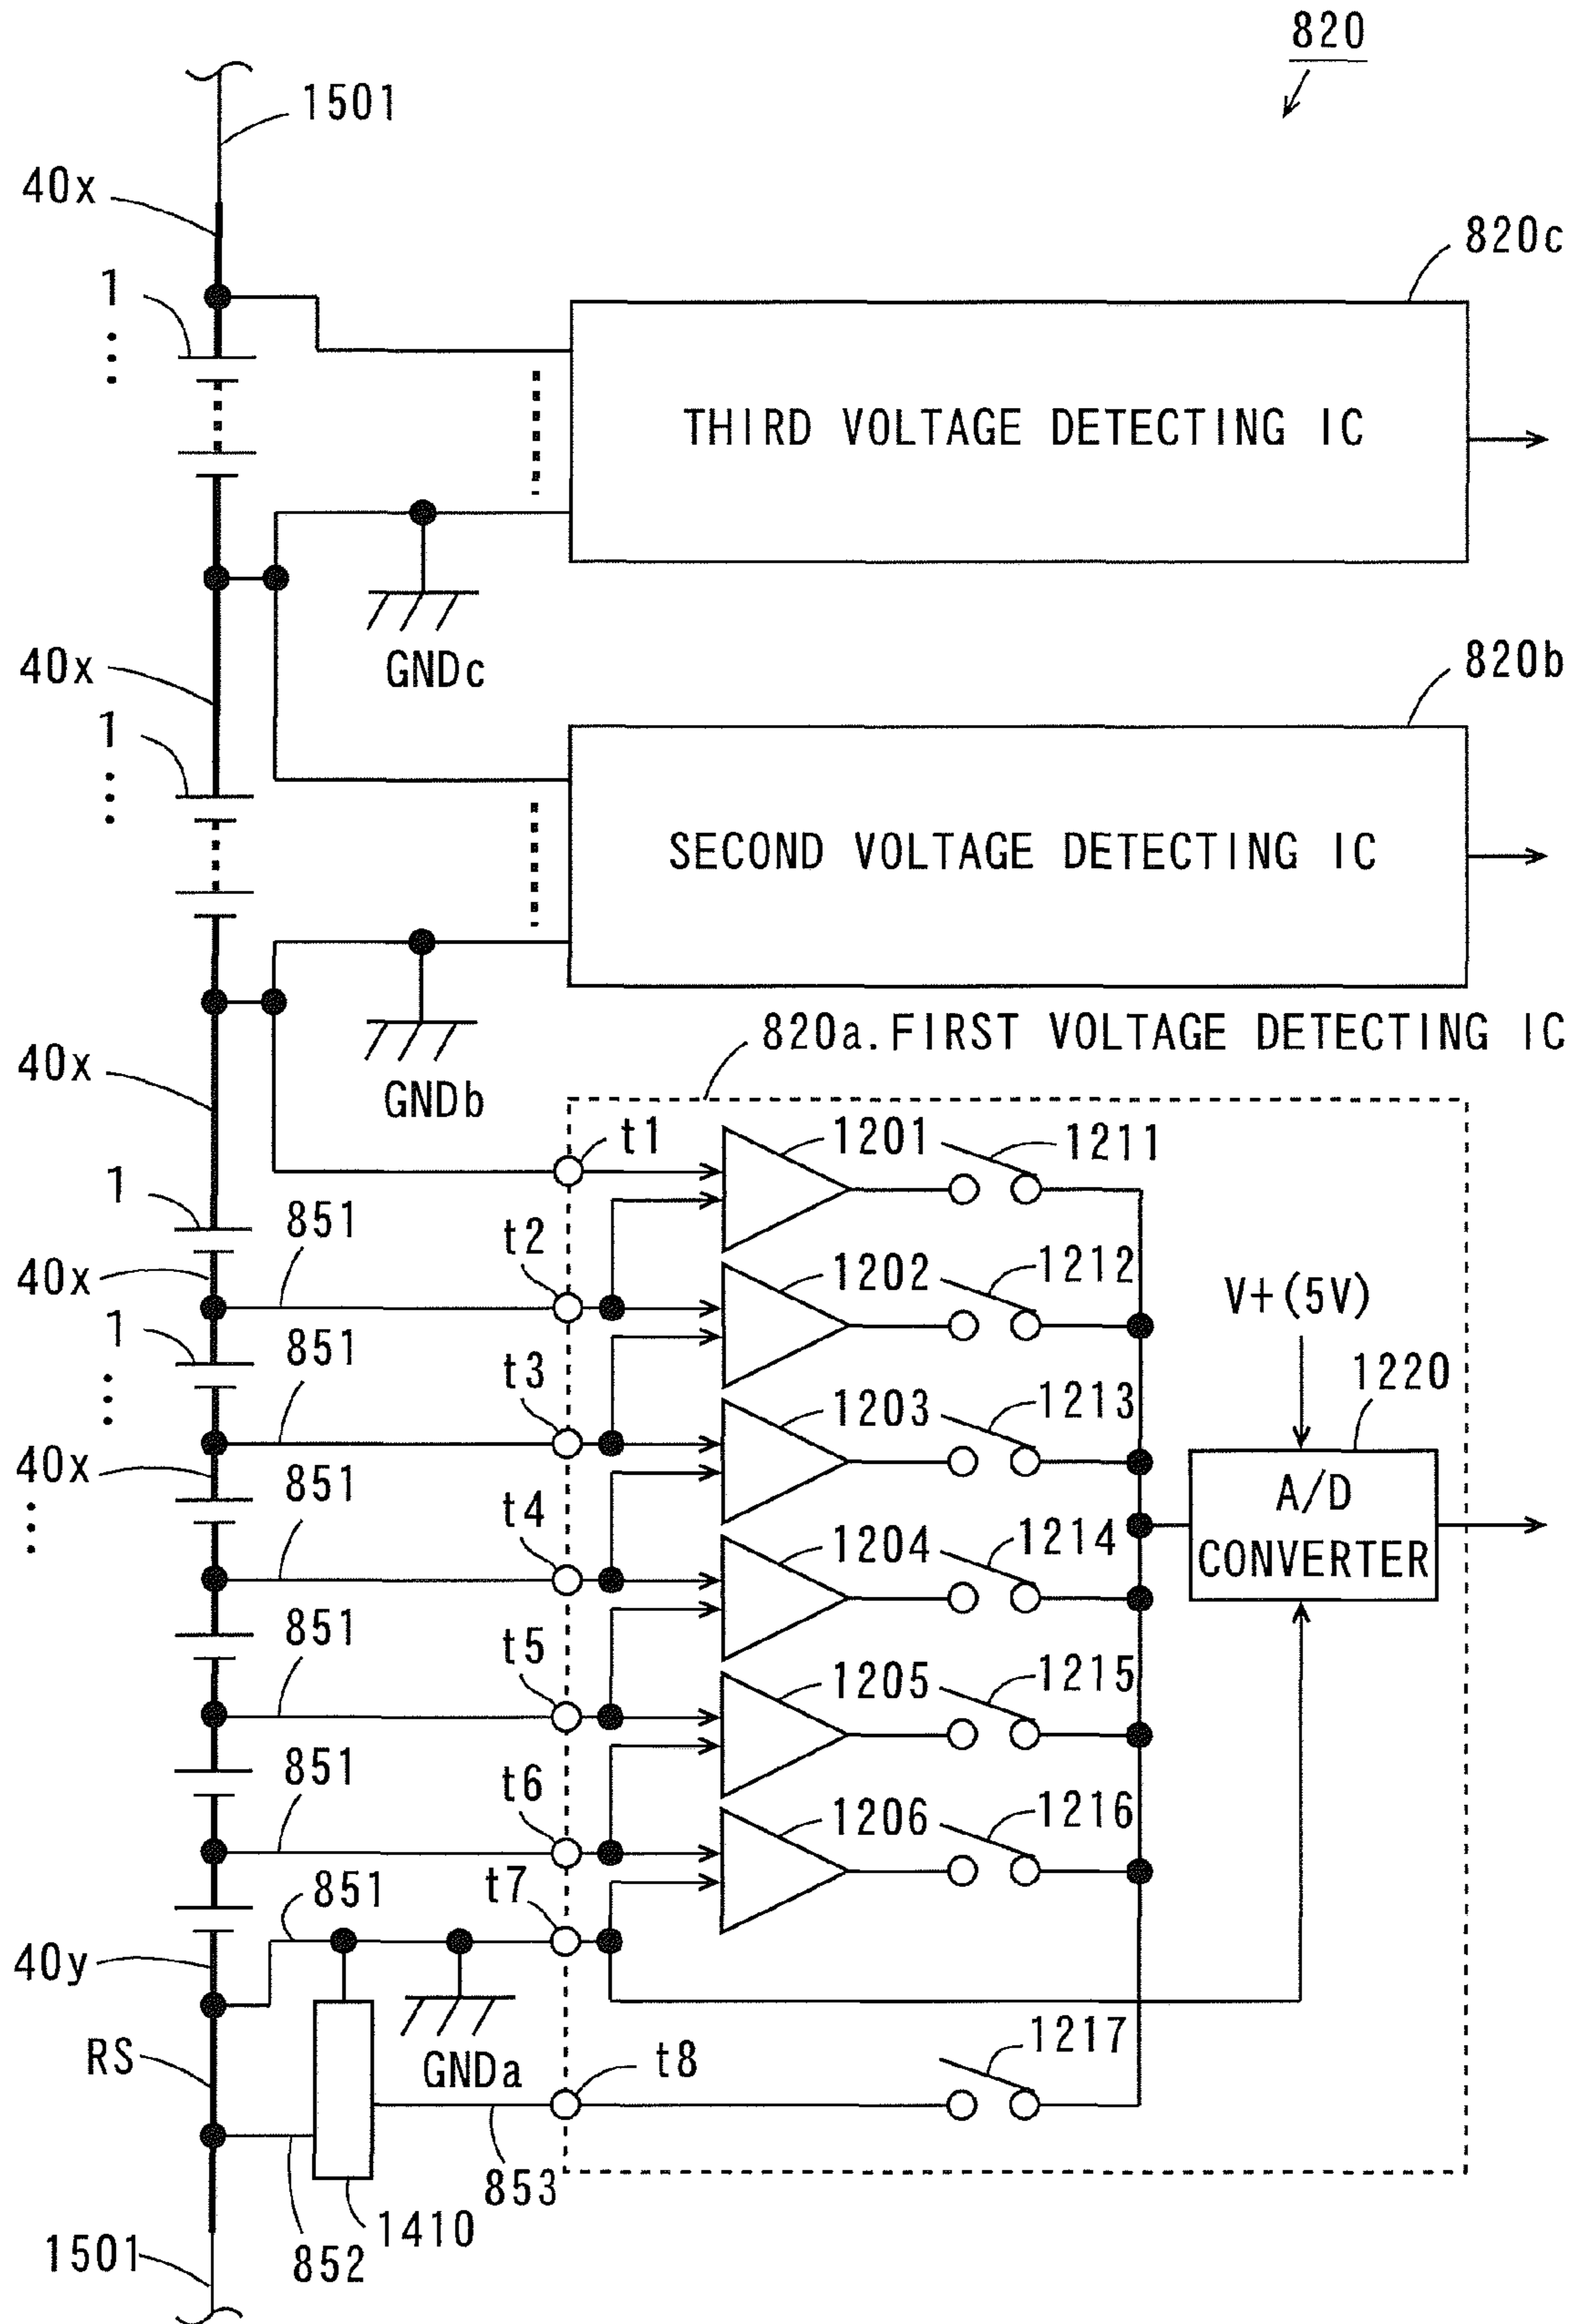 820
1501
40x
820c
1
THIRD VOLTAGE DETECTING IC
GNDc
40x
820b
1
SECOND VOLTAGE DETECTING IC
820a.FIRST VOLTAGE DETECTING IC
40x
GNDb
t1
1201
1211
1
851
t2
1202
1212
40x
V+(5V)
1
851
t3
1203
1213
1220
40x
851
t4
A/D
CONVERTER
1204
1214
851
t5
1205
1215
851
t6
1206
1216
851
t7
40y
RS
GNDa
t8
1217
853
1410
1501
852